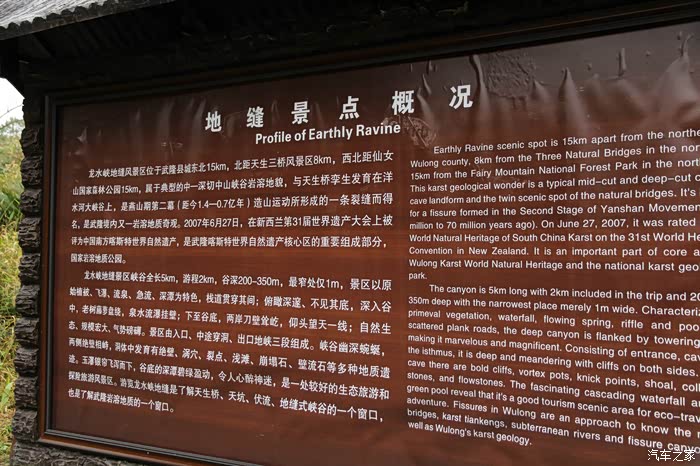 地缝景点概况
Profile of Earthly Ravine
龙水峡地缝风景区位于武隆县城东北15km，北距天生三桥风景区8km，西北距仙女
山国家森林公园15km，属于典型的中一深切中山峡谷岩溶地貌，与天生桥孪生发育在洋
水河大峡谷上，是燕山期第二幕（距今1.4—0.7亿年）造山运动所形成的一条裂缝而得
名，是武隆境内又一岩溶地质奇观。2007年6月27日，在新西兰第31届世界遗产大会上被
评为中国南方喀斯特世界自然遗产，是武隆喀斯特世界自然遗产核心区的重要组成部分，
国家岩溶地质公园。
龙水峡地缝景区峡谷全长5km，游程2km，谷深200-350m，最窄处仅1m，景区以原
始植被、飞瀑、流泉、急流、深潭为特色，栈道贯穿其间；俯瞰深邃、不见其底，深入谷
中，老树藤萝盘绕，泉水流瀑挂壁；下至谷底，两岸刀壁耸屹，仰头望天一线；自然生
态、规模宏大、气势磅礴。景区由入口、中途穿洞、出口地峡三段组成。峡谷幽深蜿蜒，
两侧绝壁相峙，洞体中发育有绝壁、涡穴、裂点、浅滩、崩塌石、壁流石等多种地质遗
迹。玉瀑银帘飞泻而下，谷底的深潭碧绿盈动，令人心醉神迷，是一处较好的生态旅游和
探险旅游风景区。游览龙水峡地缝是了解天生桥、天坑、伏流、地缝式峡谷的一个窗口，
也是了解武隆岩溶地质的一个窗口。
Earthly Ravine scenic spot is 15km apart from the northe
Wulong county, 8km from the Three Natural Bridges in the nor
15km from the Fairy Mountain National Forest Park in the nort
This karst geological wonder is a typical mid-cut and deep-cut c
cave landform and the twin scenic spot of the natural bridges. It's
for a fissure formed in the Second Stage of Yanshan Movemen
million to 70 million years ago). On June 27, 2007, it was rated
World Natural Heritage of South China Karst on the 31st World He
Convention in New Zealand. It is an important part of core a
Wulong Karst World Natural Heritage and the national karst geo
park.
The canyon is 5km long with 2km included in the trip and 20
350m deep with the narrowest place merely 1m wide. Characteriz
primeval vegetation, waterfall, flowing spring, riffle and poo
scattered plank roads, the deep canyon is flanked by towering
making it marvelous and magnificent. Consisting of entrance, ca
the isthmus, it is deep and meandering with cliffs on both sides.
cave there are bold cliffs, vortex pots, knick points, shoal, coll
stones, and flowstones. The fascinating cascading waterfall an
green pool reveal that it's a good tourism scenic area for eco-trav
adventure. Fissures in Wulong are an approach to know the n
bridges, karst tiankengs, subterranean rivers and fissure canyo
well as Wulong's karst geology.
汽车之家